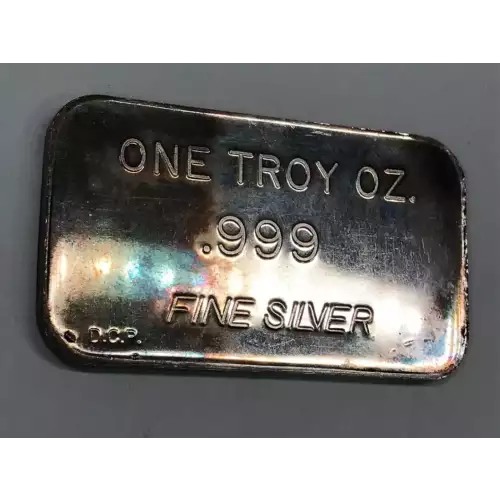 ONE TROY OZ.
.999
FINE SILVER
D.C.P.